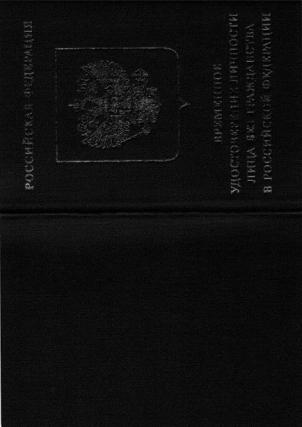 РОССИЙСКАЯ ФЕДЕРАЦИЯ
ВРЕМЕННОЕ
УДОСТОВЕРЕНИЕ ЛИЧНОСТИ
ЛИЦА БЕЗ ГРАЖДАНСТВА
В РОССИЙСКОЙ ФЕДЕРАЦИИ